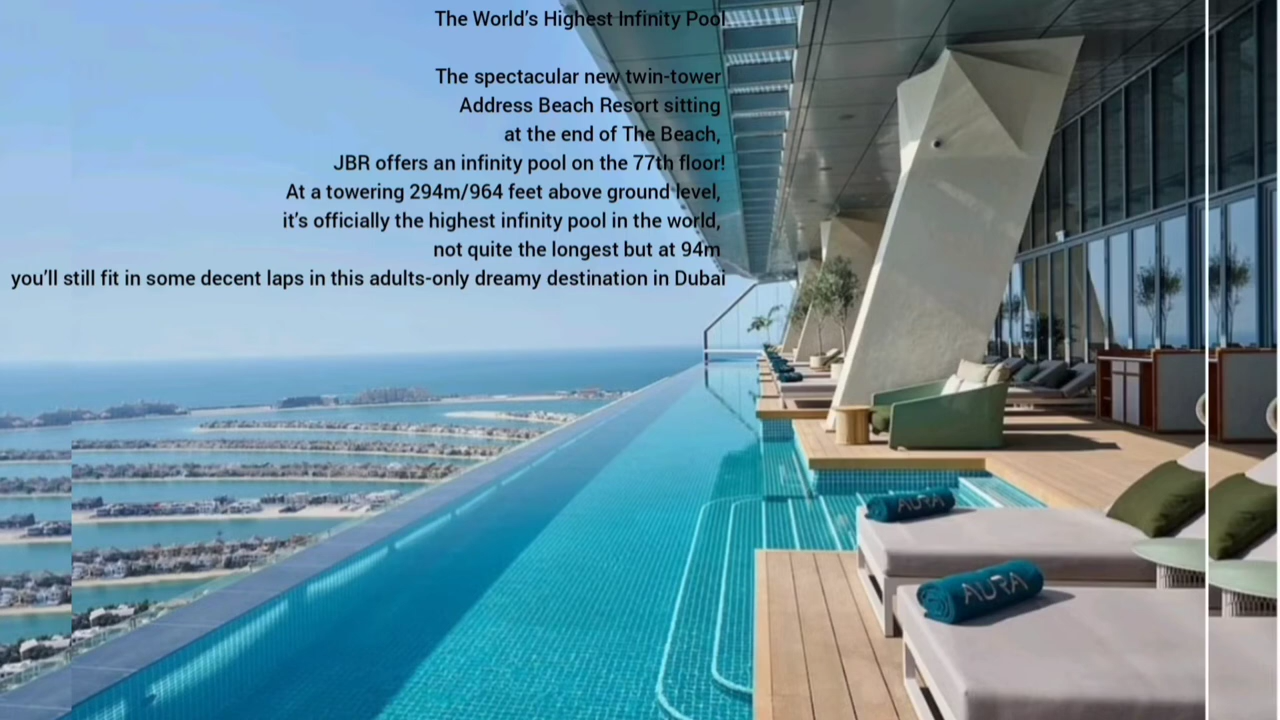 The World’s Highest Infinity Pool
The spectacular new twin-tower
Address Beach Resort sitting
at the end of The Beach,
JBR offers an infinity pool on the 77th floor!
At a towering 294m/964 feet above ground level,
it’s officially the highest infinity pool in the world,
not quite the longest but at 94m
you’ll still fit in some decent laps in this adults-only dreamy destination in Dubai
AURA
AURA